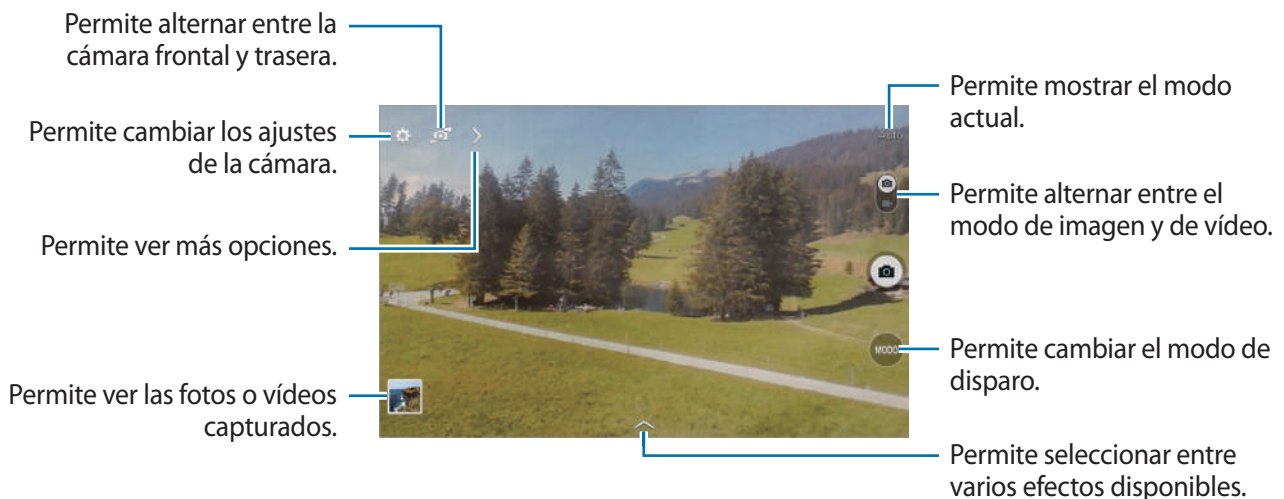 Permite alternar entre la
cámara frontal y trasera.
Permite cambiar los ajustes
de la cámara.
Permite ver más opciones.
Permite ver las fotos o vídeos
capturados.
Permite mostrar el modo
actual.
Auto
Permite alternar entre el
modo de imagen y de vídeo.
MODO
Permite cambiar el modo de
disparo.
Permite seleccionar entre
varios efectos disponibles.